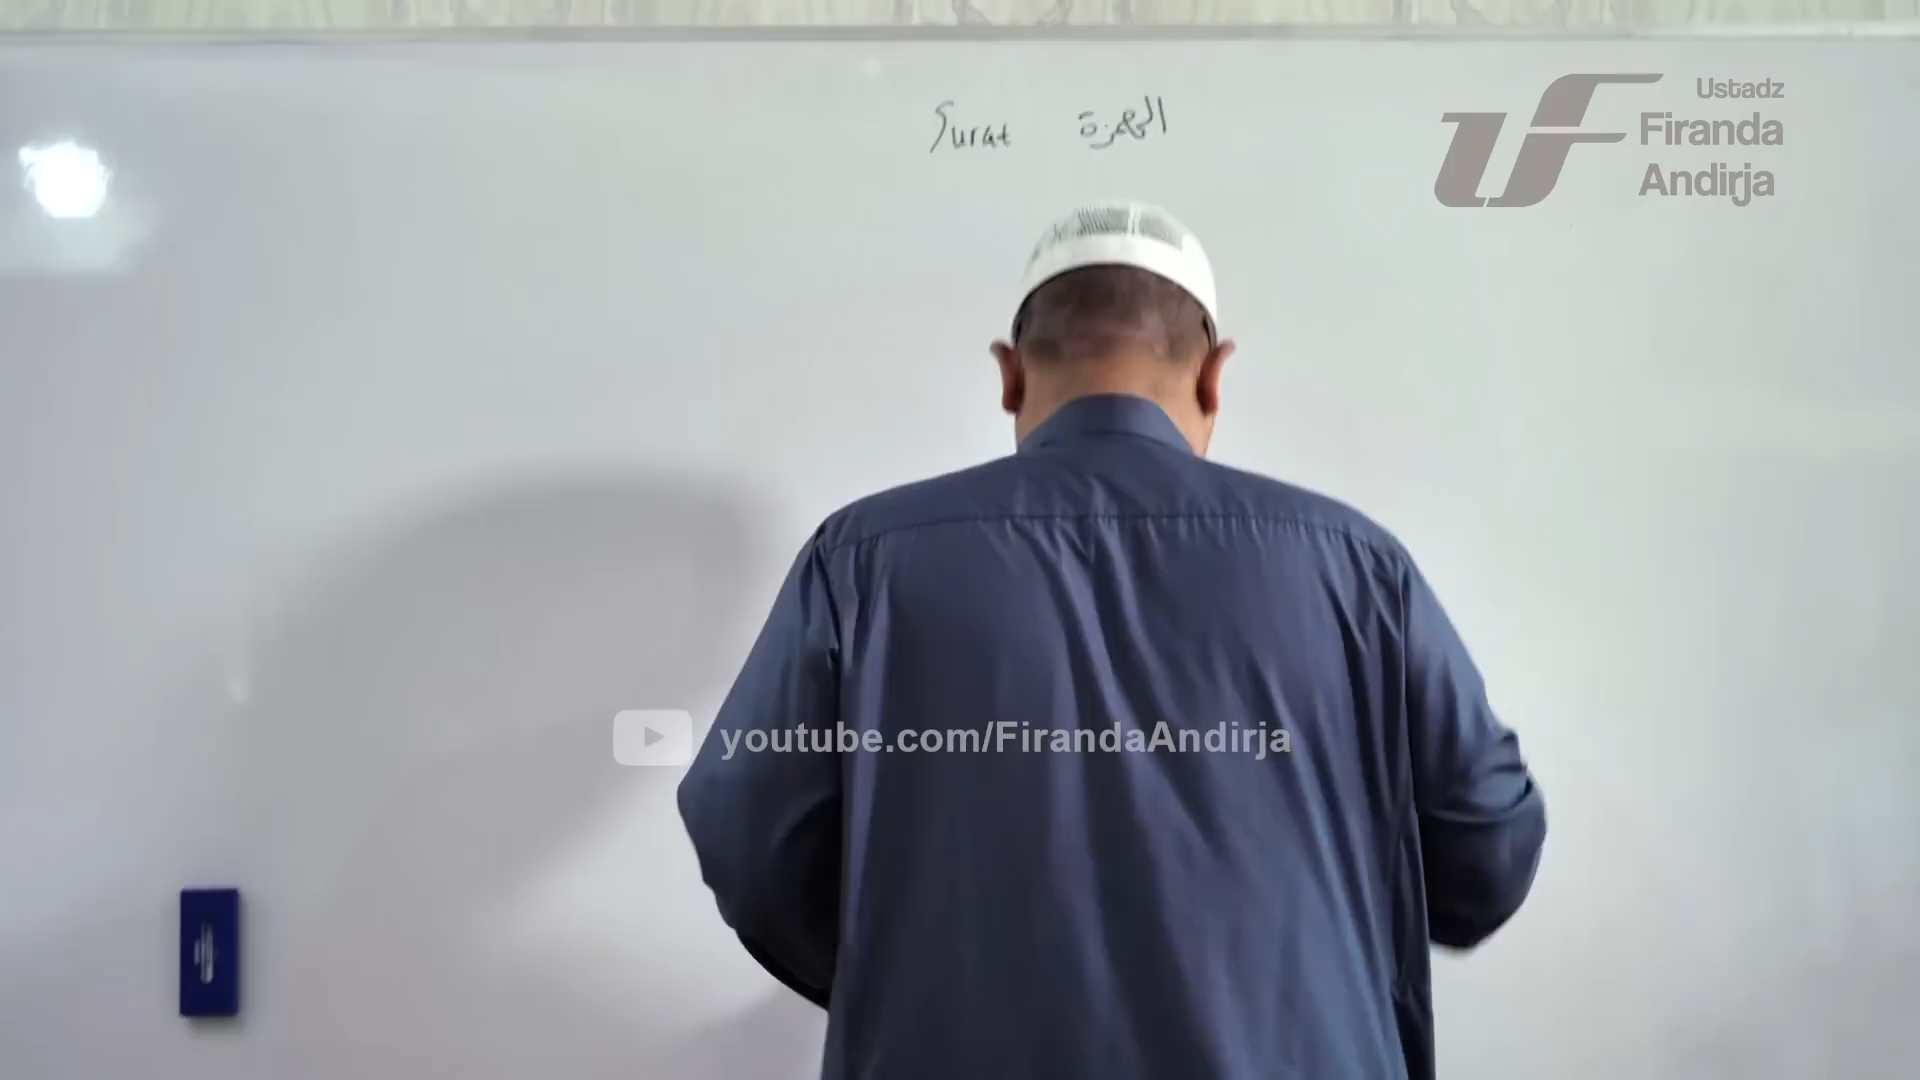 Surat الهمزة
Ustadz
Firanda
Andirja
youtube.com/FirandaAndirja